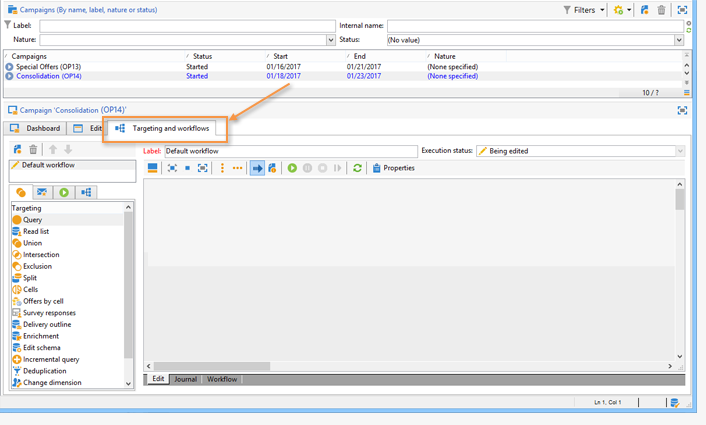 Campaigns (By name, label, nature or status)
Filters
Label:
Internal name:
Nature:
Status:
(No value)
Campaigns Status Start End Nature
Special Offers (OP13) Started 01/16/2017 01/21/2017 (None specified)
Consolidation (OP14) Started 01/18/2017 01/23/2017 (None specified)
10 / ?
Campaign 'Consolidation (OP14)'
Dashboard
Edit
Targeting and workflows
Label: Default workflow
Execution status: Being edited
Default workflow
Properties
Targeting
Query
Read list
Union
Intersection
Exclusion
Split
Cells
Offers by cell
Survey responses
Delivery outline
Enrichment
Edit schema
Incremental query
Deduplication
Change dimension
Edit
Journal
Workflow
Ln 1, Col 1